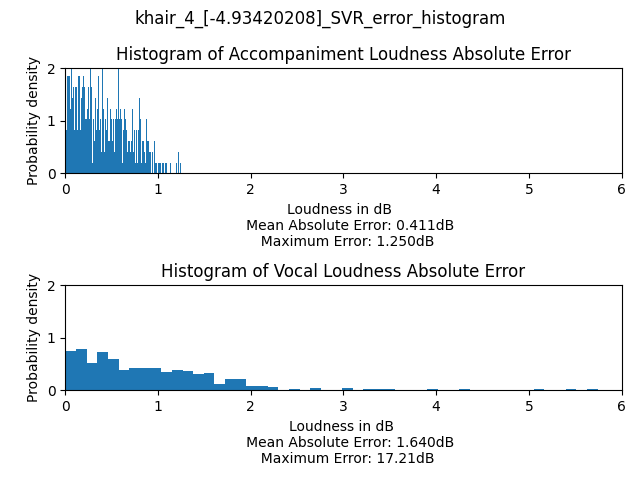 khair_4_[-4.93420208]_SVR_error_histogram
Histogram of Accompaniment Loudness Absolute Error
Probability density
2
1
0
0 1 2 3 4 5 6
Loudness in dB
Mean Absolute Error: 0.411dB
Maximum Error: 1.250dB
Histogram of Vocal Loudness Absolute Error
Probability density
2
1
0
0 1 2 3 4 5 6
Loudness in dB
Mean Absolute Error: 1.640dB
Maximum Error: 17.21dB